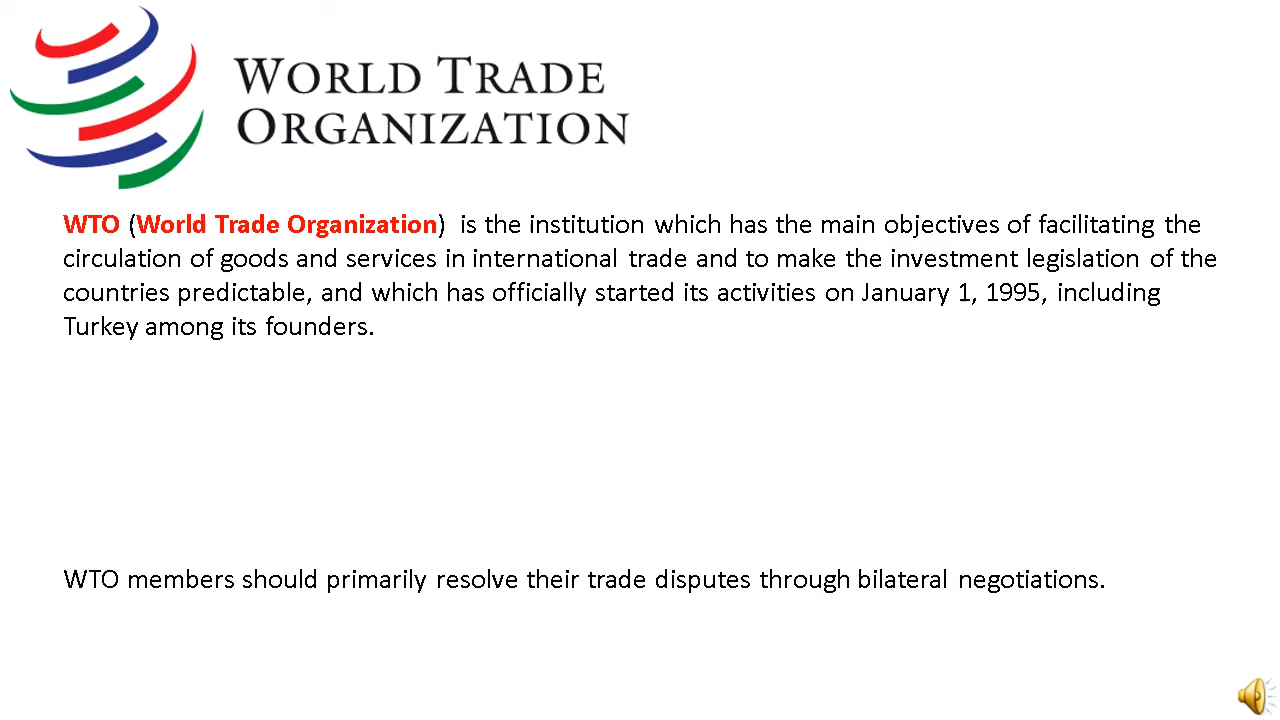 WORLD TRADE
ORGANIZATION
WTO (World Trade Organization) is the institution which has the main objectives of facilitating the
circulation of goods and services in international trade and to make the investment legislation of the
countries predictable, and which has officially started its activities on January 1, 1995, including
Turkey among its founders.
WTO members should primarily resolve their trade disputes through bilateral negotiations.